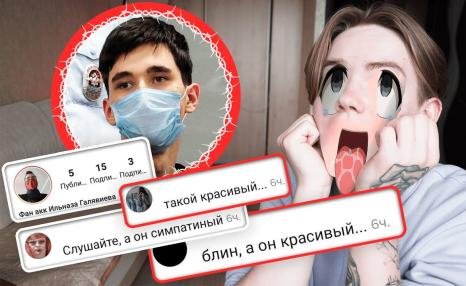 5 15 3
Публи... Подпи... Подпи...
Фан акк Ильназа Галявиева
такой красивый... 6ч.
Слушайте, а он симпатиный 6ч.
блин, а он красивый... 6ч.